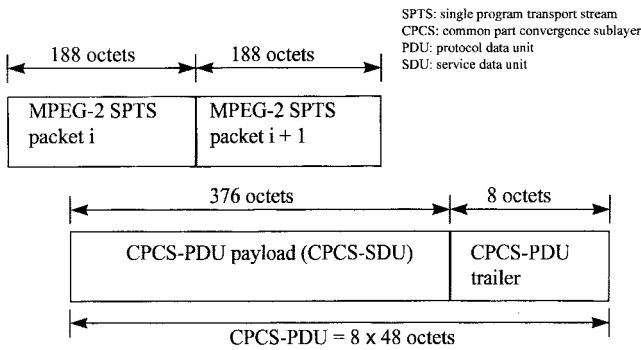 SPTS: single program transport stream
CPCS: common part convergence sublayer
PDU: protocol data unit
SDU: service data unit
188 octets
188 octets
MPEG-2 SPTS
packet i
MPEG-2 SPTS
packet i + 1
376 octets
8 octets
CPCS-PDU payload (CPCS-SDU)
CPCS-PDU
trailer
CPCS-PDU = 8 x 48 octets